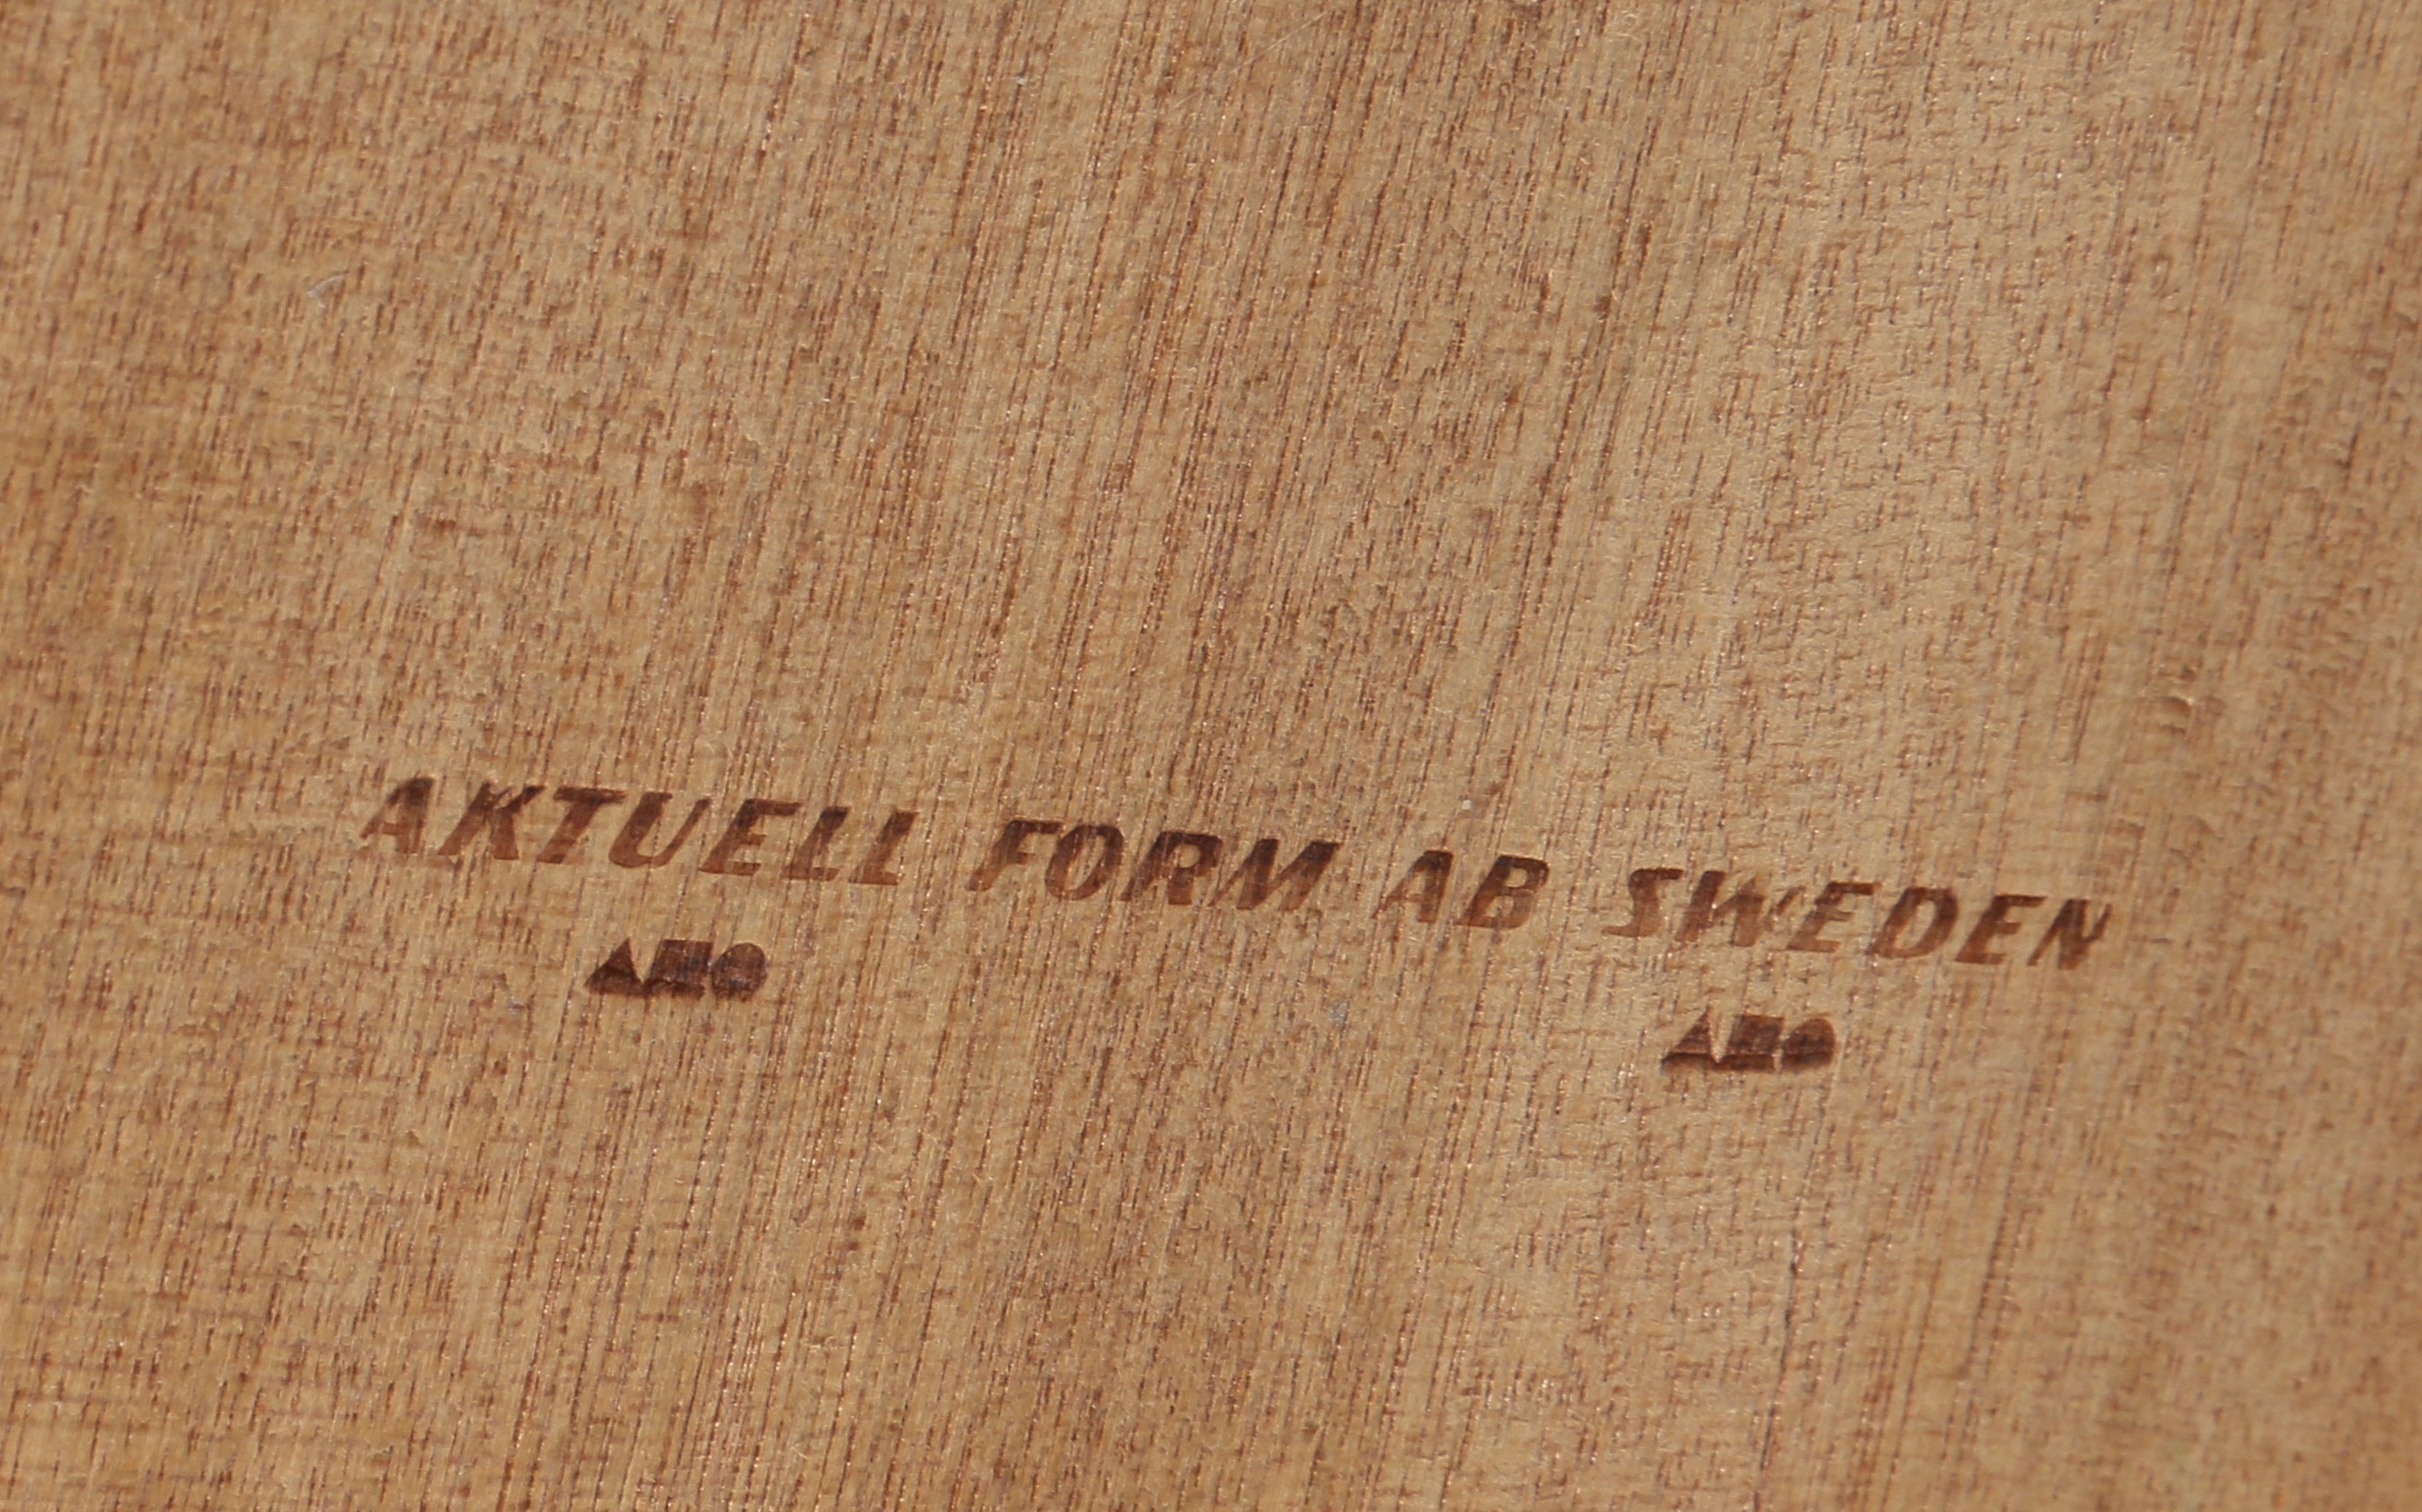 AKTUELL FORM AB SWEDEN